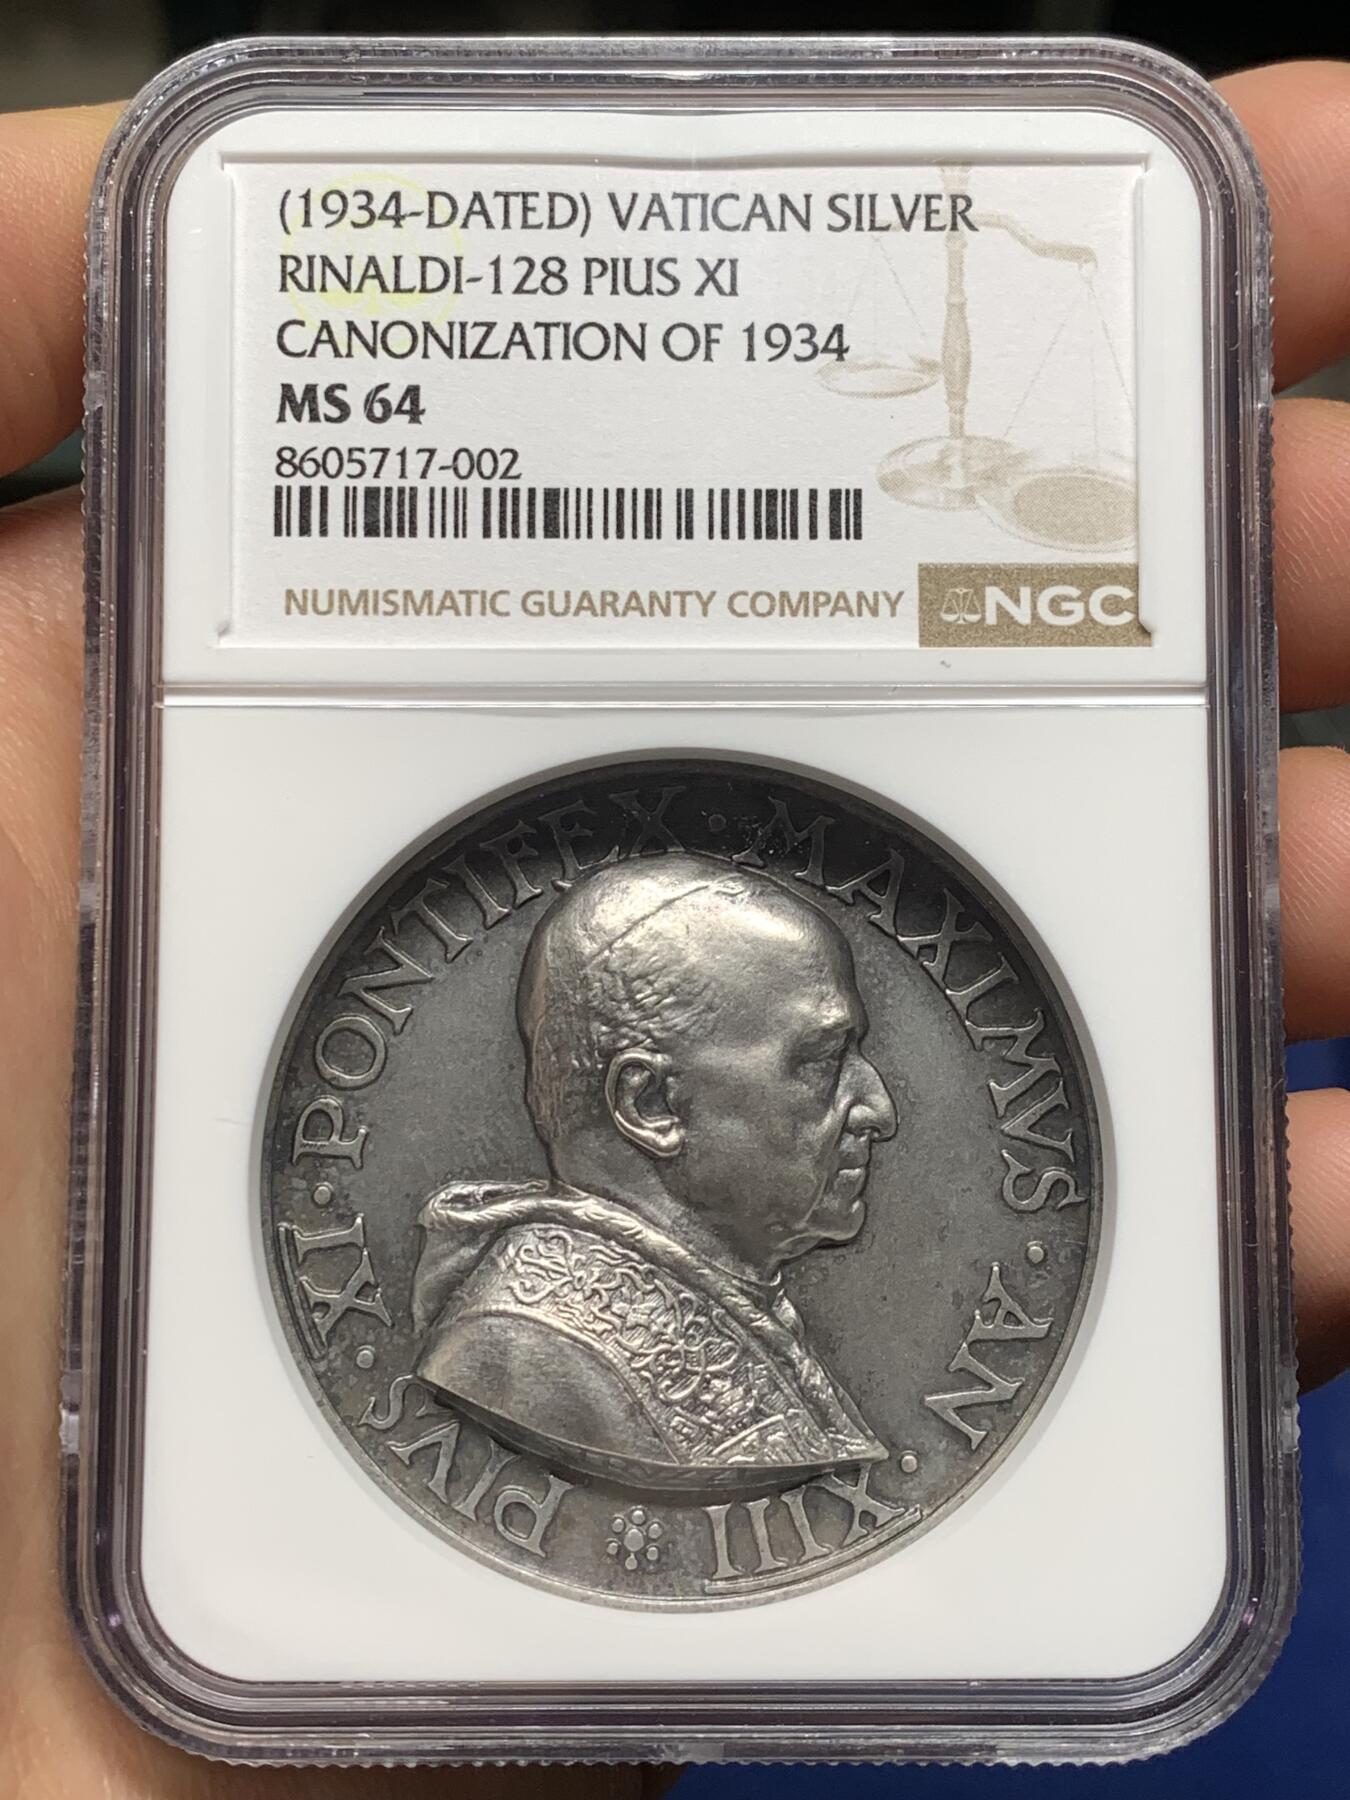 (1934-DATED) VATICAN SILVER
RINALDI-128 PIUS XI
CANONIZATION OF 1934
MS 64
8605717-002
NUMISMATIC GUARANTY COMPANY NGC
PIVS · XI · PONTIFEX · MAXIMVS · AN · XIII